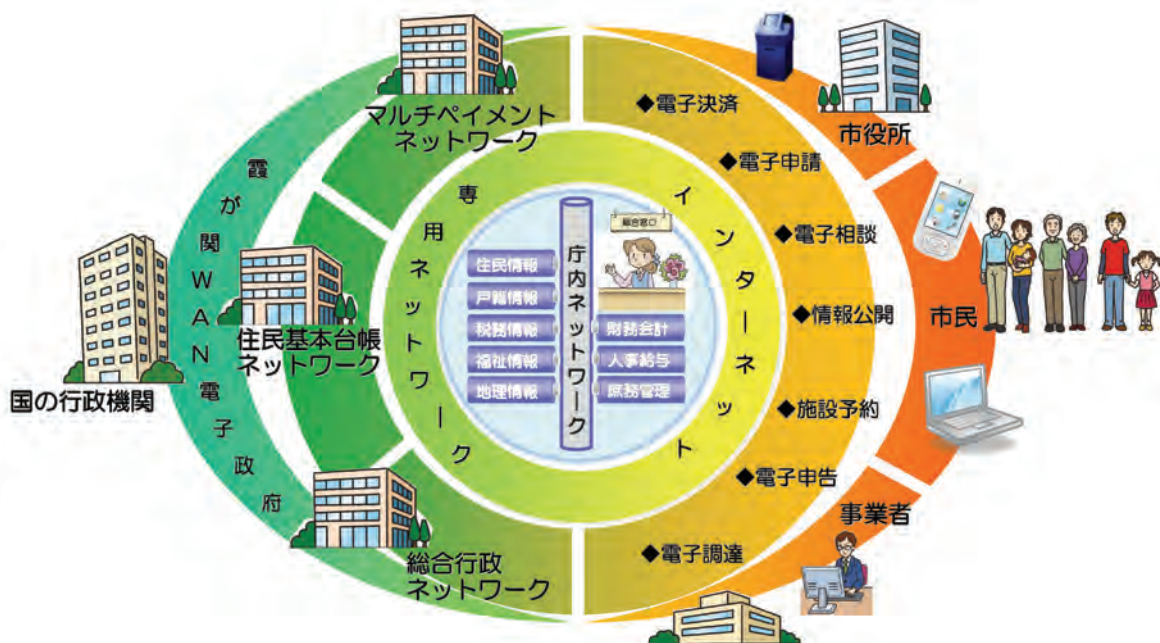 マルチペイメント
ネットワーク
霞が関WAN電子政府
国の行政機関
住民基本台帳
ネットワーク
総合行政
ネットワーク
専用ネットワーク
庁内ネットワーク
住民情報
戸籍情報
税務情報
福祉情報
地理情報
総合窓口
財務会計
人事給与
庶務管理
インターネット
◆電子決済
◆電子申請
◆電子相談
◆情報公開
◆施設予約
◆電子申告
◆電子調達
市役所
市民
事業者